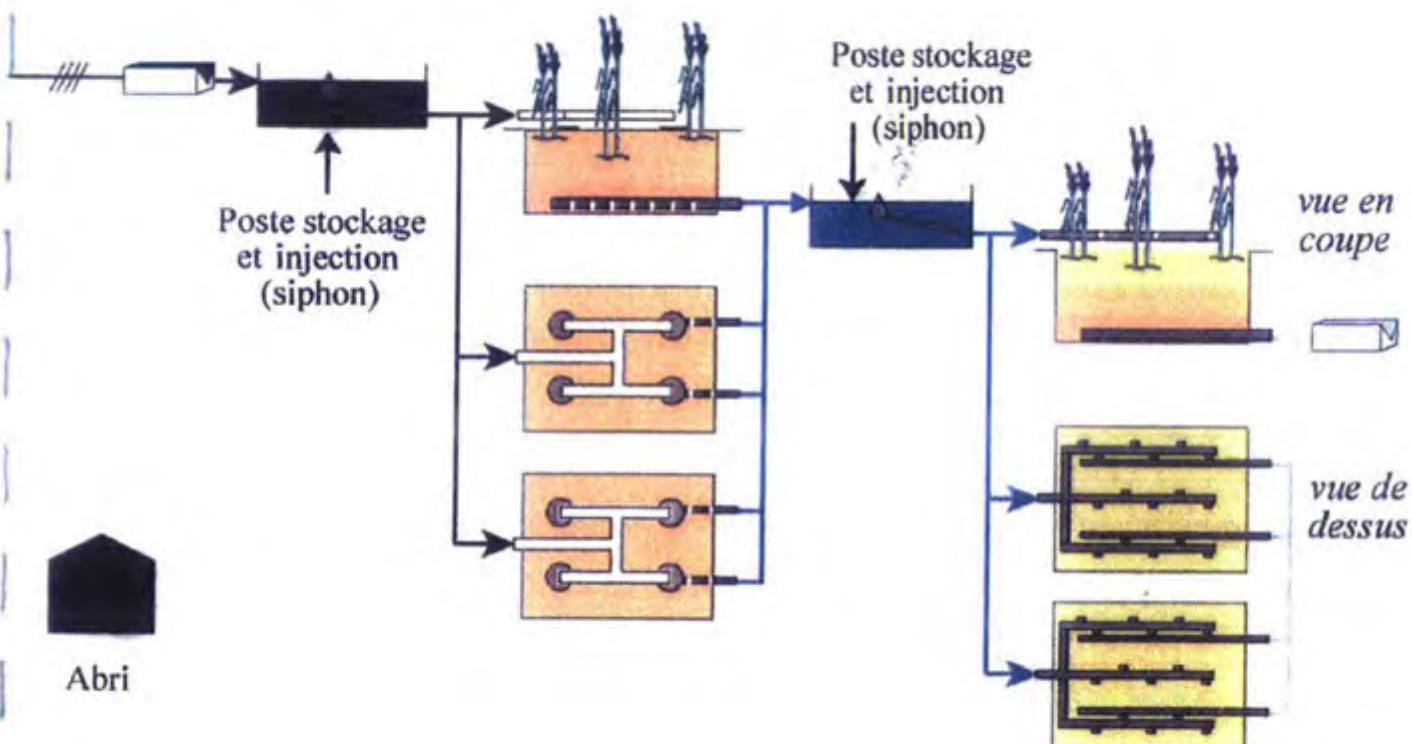 Poste stockage
et injection
(siphon)
Poste stockage
et injection
(siphon)
vue en
coupe
vue de
dessus
Abri